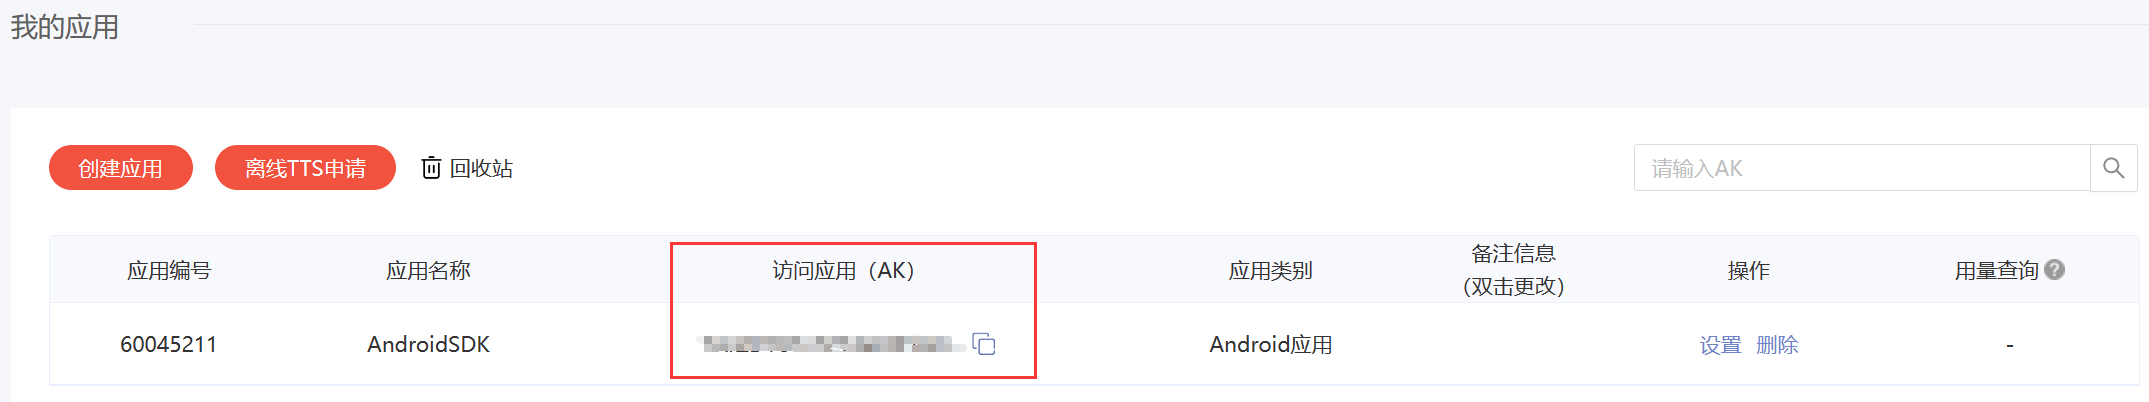 我的应用
创建应用 离线TTS申请 回收站 请输入AK
应用编号 应用名称 访问应用（AK） 应用类别 备注信息（双击更改） 操作 用量查询 ?
60045211 AndroidSDK Android应用 设置 删除 -